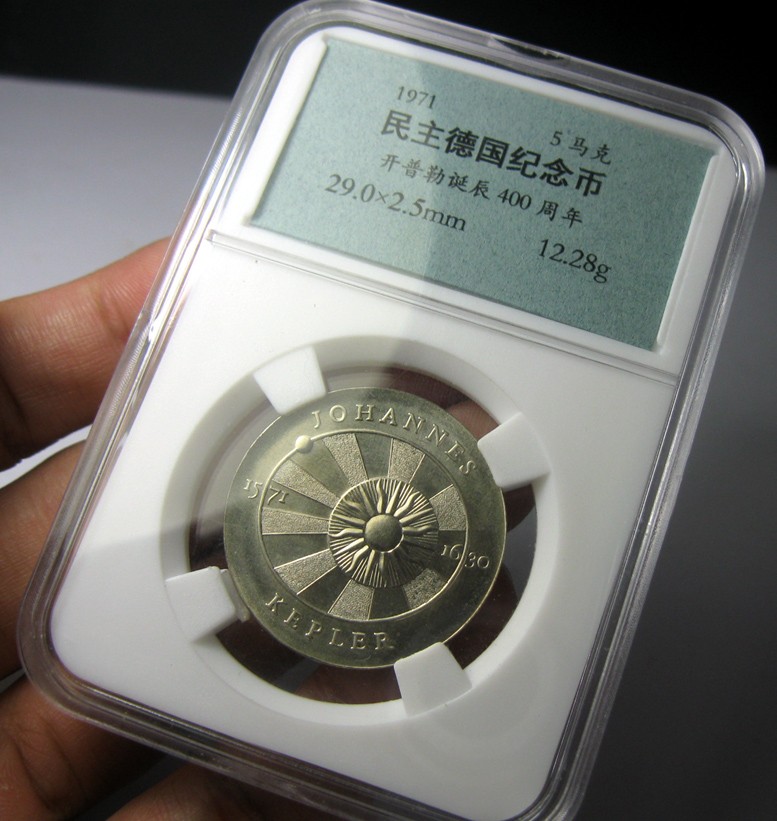 1971
5 马克
民主德国纪念币
开普勒诞辰 400 周年
29.0×2.5mm
12.28g
JOHANNES
1571
1630
KEPLER